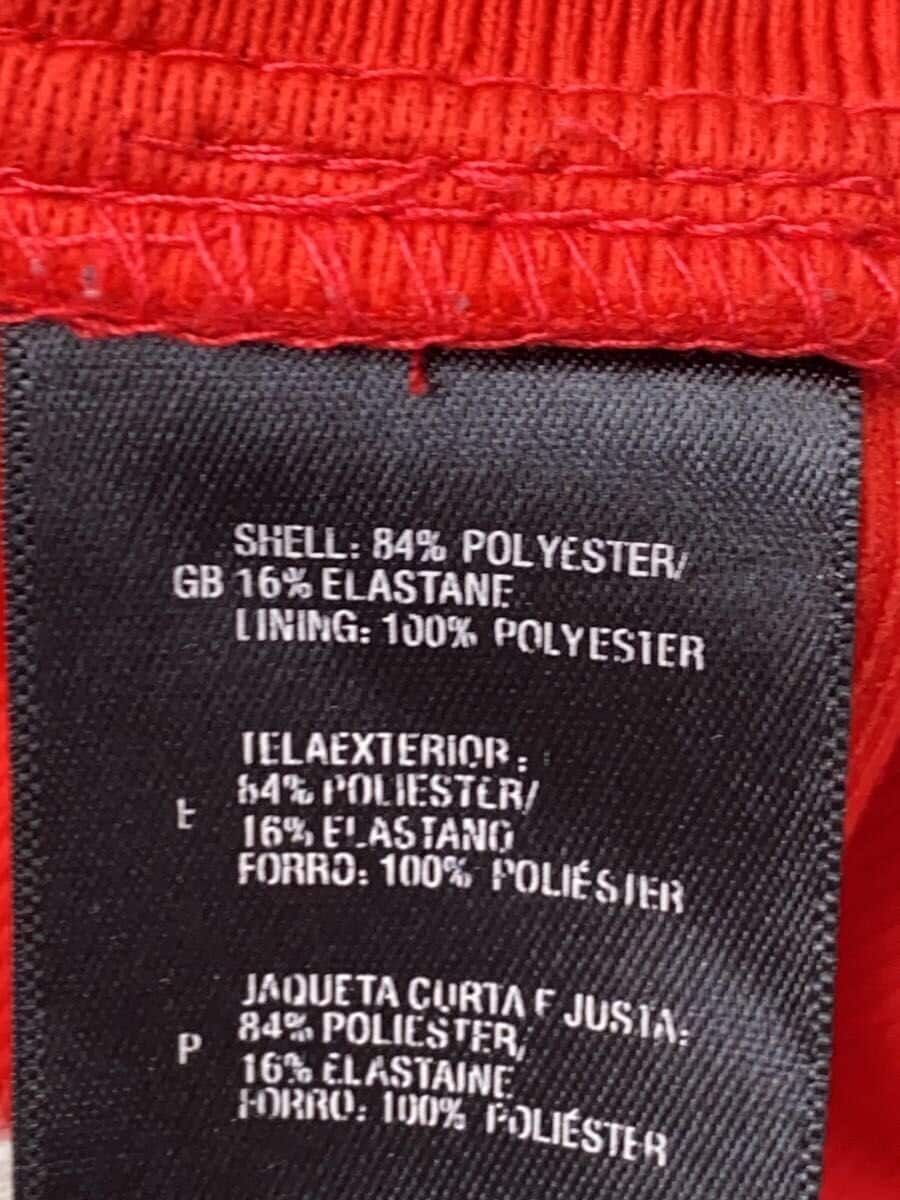 SHELL: 84% POLYESTER/
GB 16% ELASTANE
LINING: 100% POLYESTER
TELAEXTERIOR:
84% POLIESTER/
E 16% ELASTANO
FORRO: 100% POLIÉSTER
JAQUETA CURTA E JUSTA:
P 84% POLIESTER/
16% ELASTAINE
FORRO: 100% POLIÉSTER